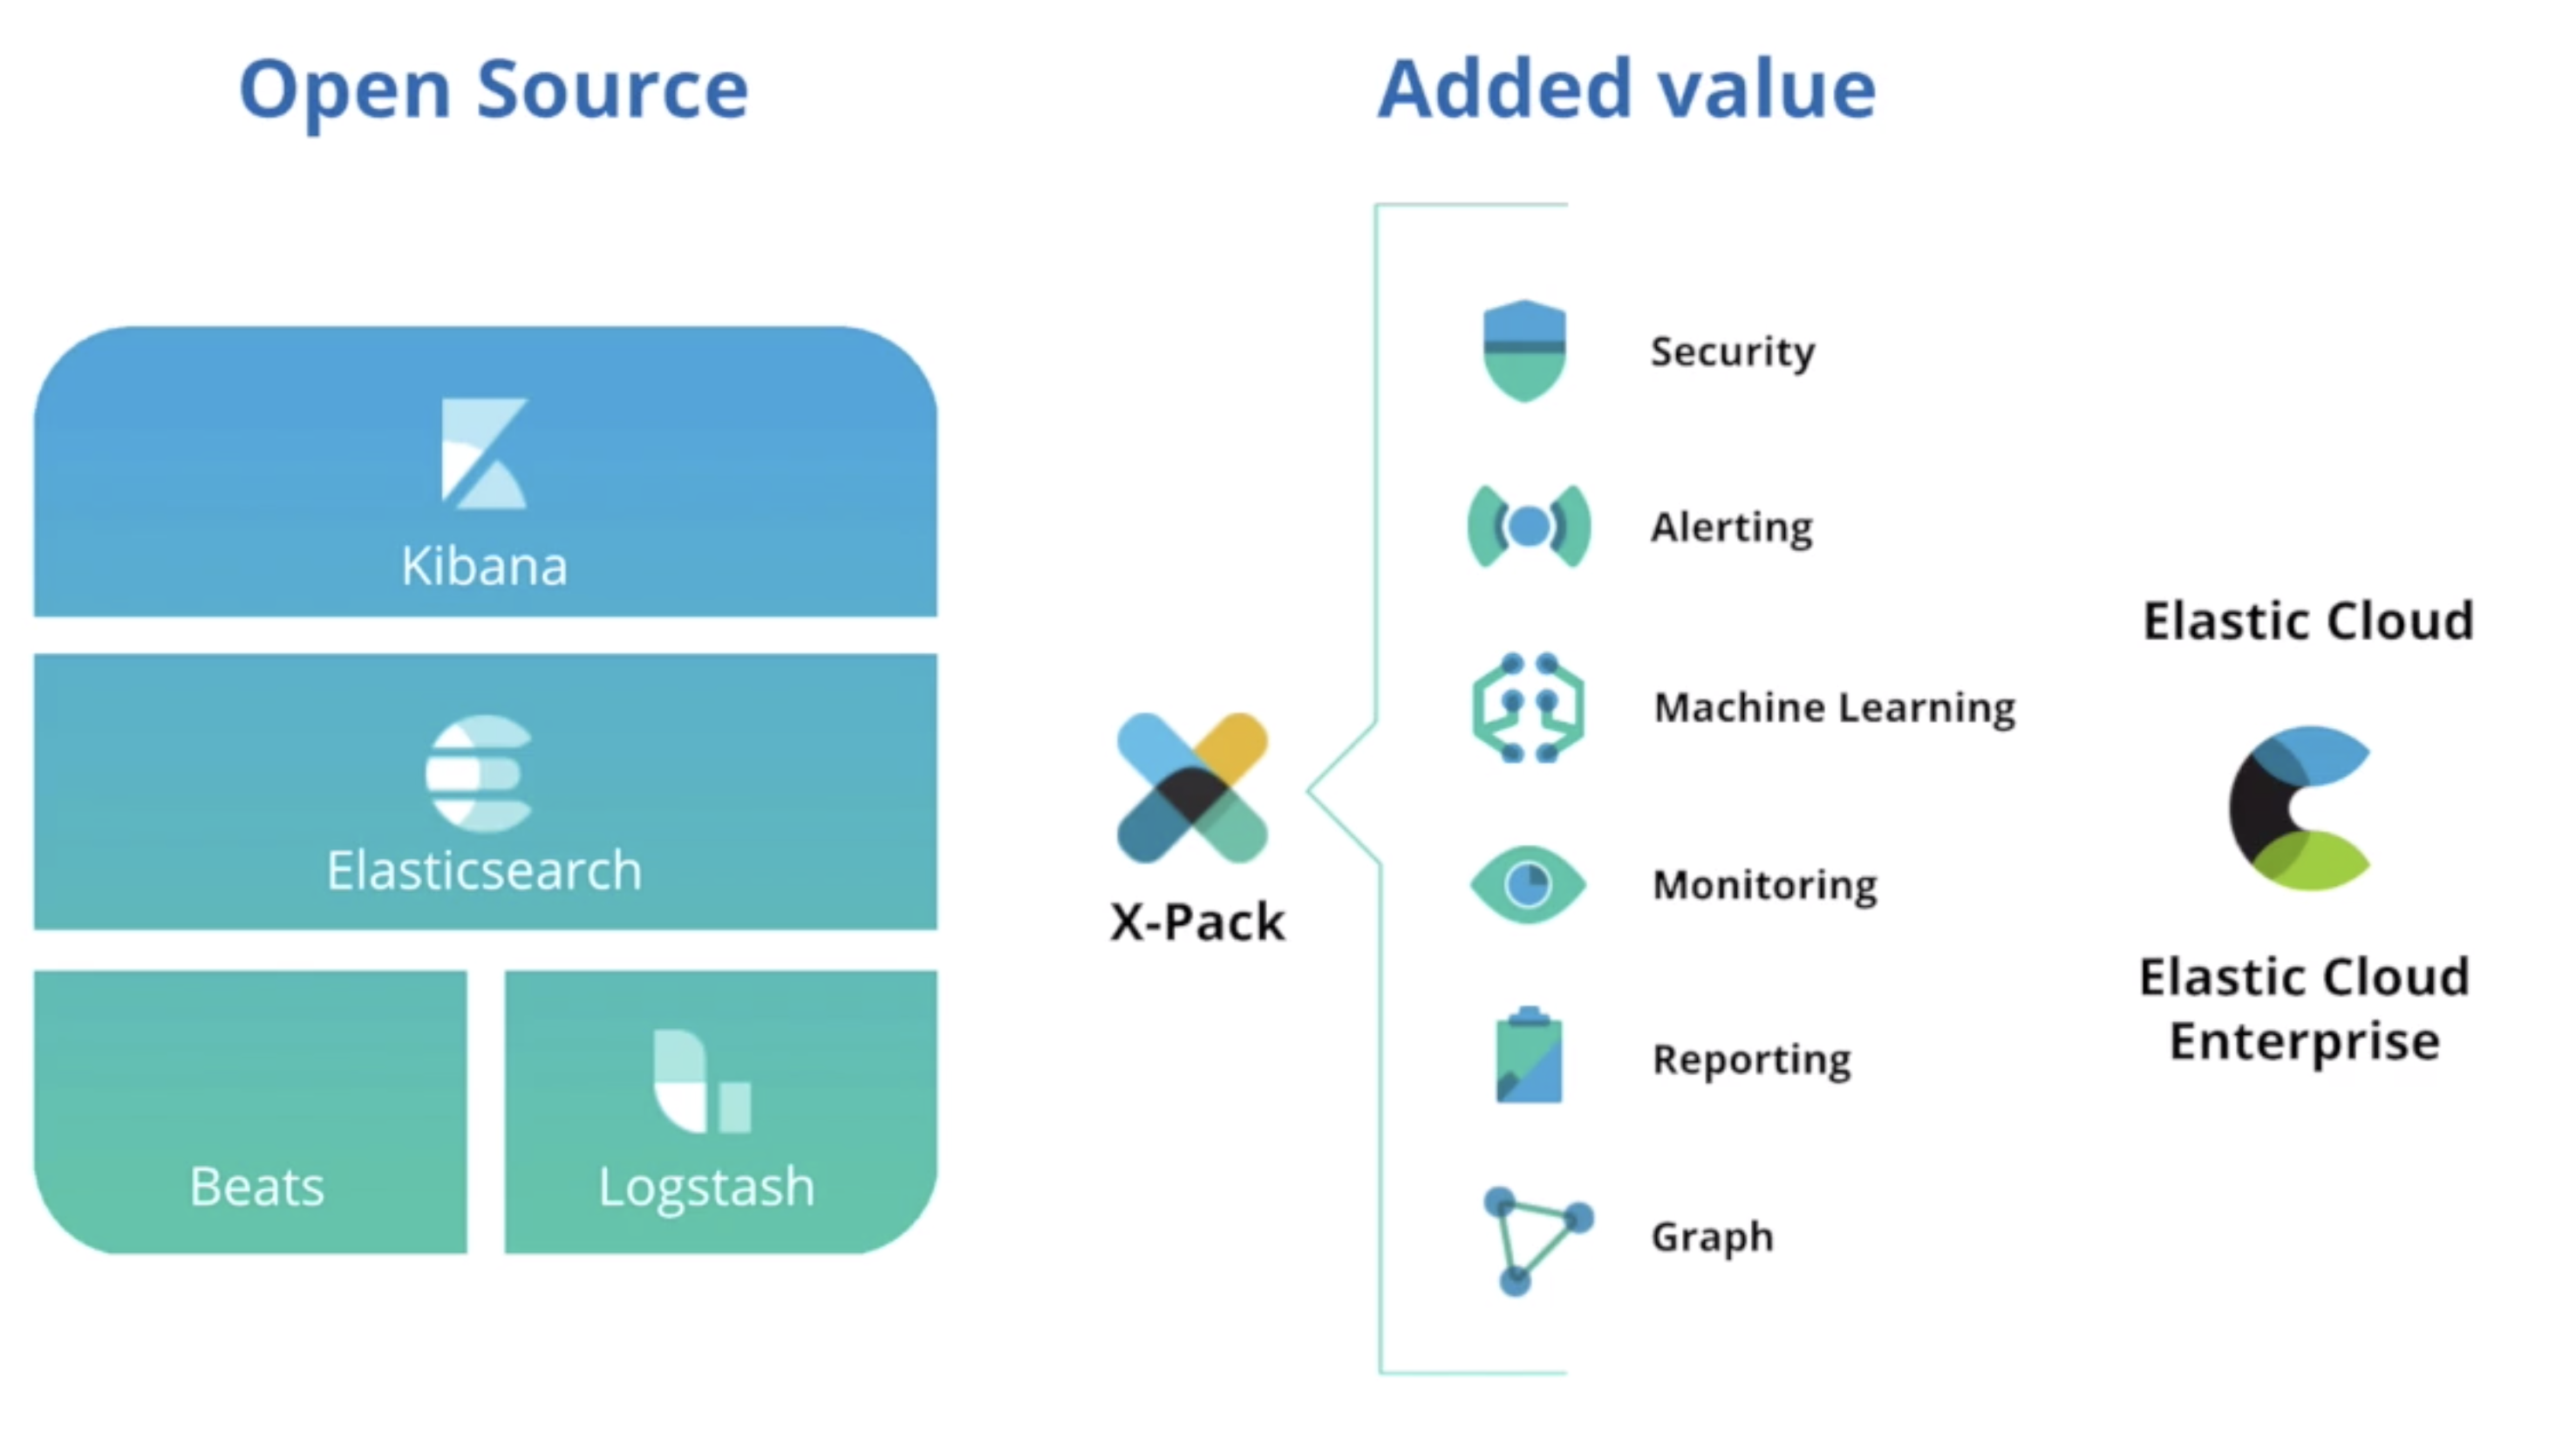 Open Source
Added value
Kibana
Elasticsearch
Beats
Logstash
X-Pack
Security
Alerting
Machine Learning
Monitoring
Reporting
Graph
Elastic Cloud
Elastic Cloud
Enterprise